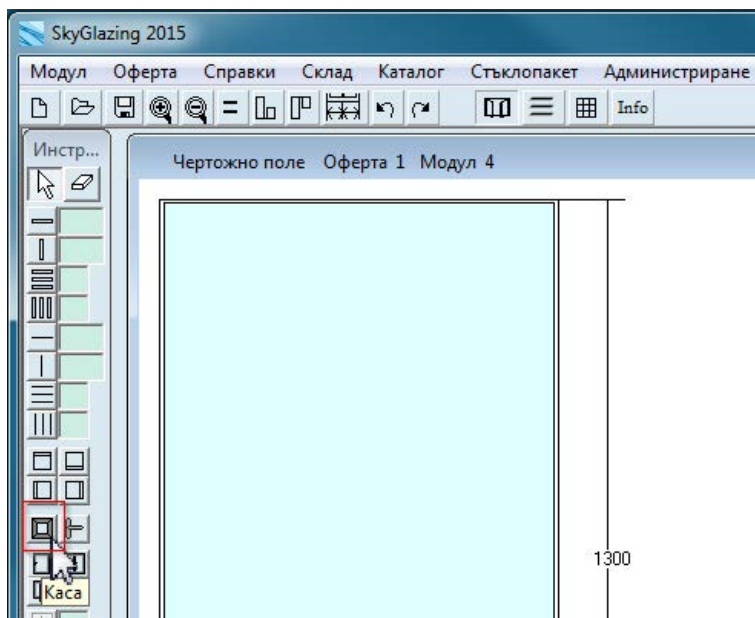 SkyGlazing 2015
Модул Оферта Справки Склад Каталог Стъклопакет Администриране
Info
Инстр...
Чертожно поле Оферта 1 Модул 4
1300
Каса